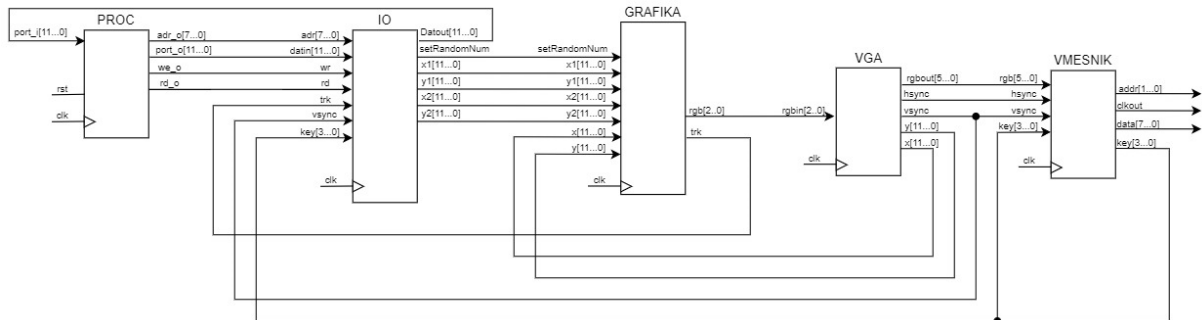 PROC
port_i[11...0]
rst
clk
adr_o[7...0]
port_o[11...0]
we_o
rd_o
IO
adr[7...0]
datin[11...0]
wr
rd
trk
vsync
key[3...0]
clk
Datout[11...0]
setRandomNum
x1[11...0]
y1[11...0]
x2[11...0]
y2[11...0]
GRAFIKA
setRandomNum
x1[11...0]
y1[11...0]
x2[11...0]
y2[11...0]
x[11...0]
y[11...0]
clk
rgb[2...0]
trk
VGA
rgbin[2...0]
clk
rgbout[5...0]
hsync
vsync
y[11...0]
x[11...0]
VMESNIK
rgb[5...0]
hsync
vsync
key[3...0]
clk
addr[1...0]
clkout
data[7...0]
key[3...0]